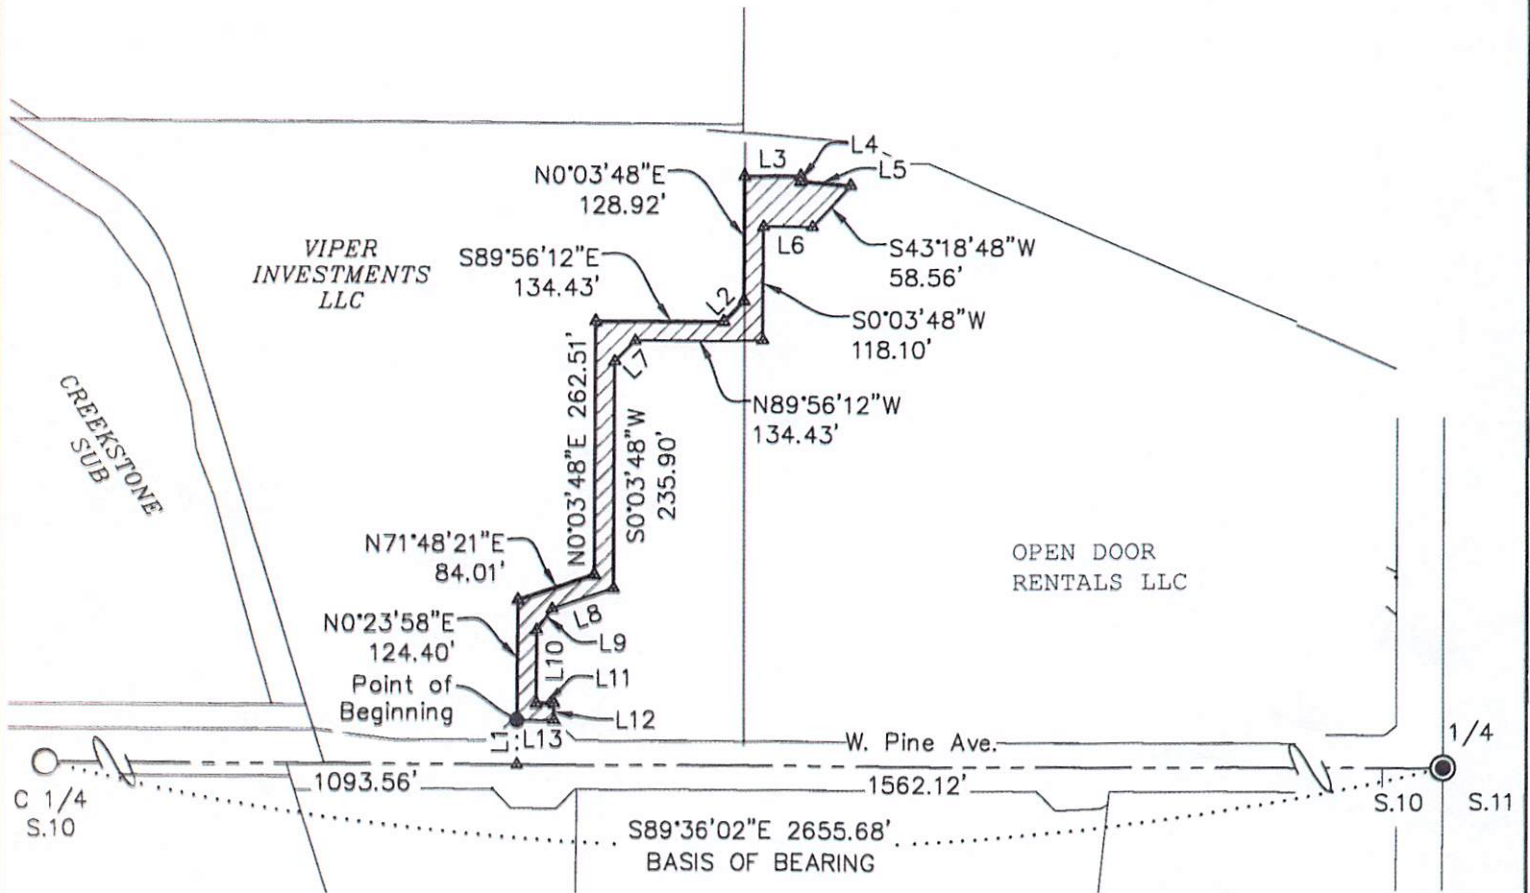 L3
L4
L5
N0°03'48"E
128.92'
L6
S43°18'48"W
58.56'
VIPER
INVESTMENTS
LLC
S89°56'12"E
134.43'
L2
S0°03'48"W
118.10'
L7
N89°56'12"W
134.43'
N0°03'48"E 262.51'
S0°03'48"W
235.90'
CREEKSTONE
SUB
N71°48'21"E
84.01'
OPEN DOOR
RENTALS LLC
L8
L9
N0°23'58"E
124.40'
L10
L11
Point of
Beginning
L12
L1
L13
W. Pine Ave.
1/4
1093.56'
1562.12'
C 1/4
S.10
S.10
S.11
S89°36'02"E 2655.68'
BASIS OF BEARING